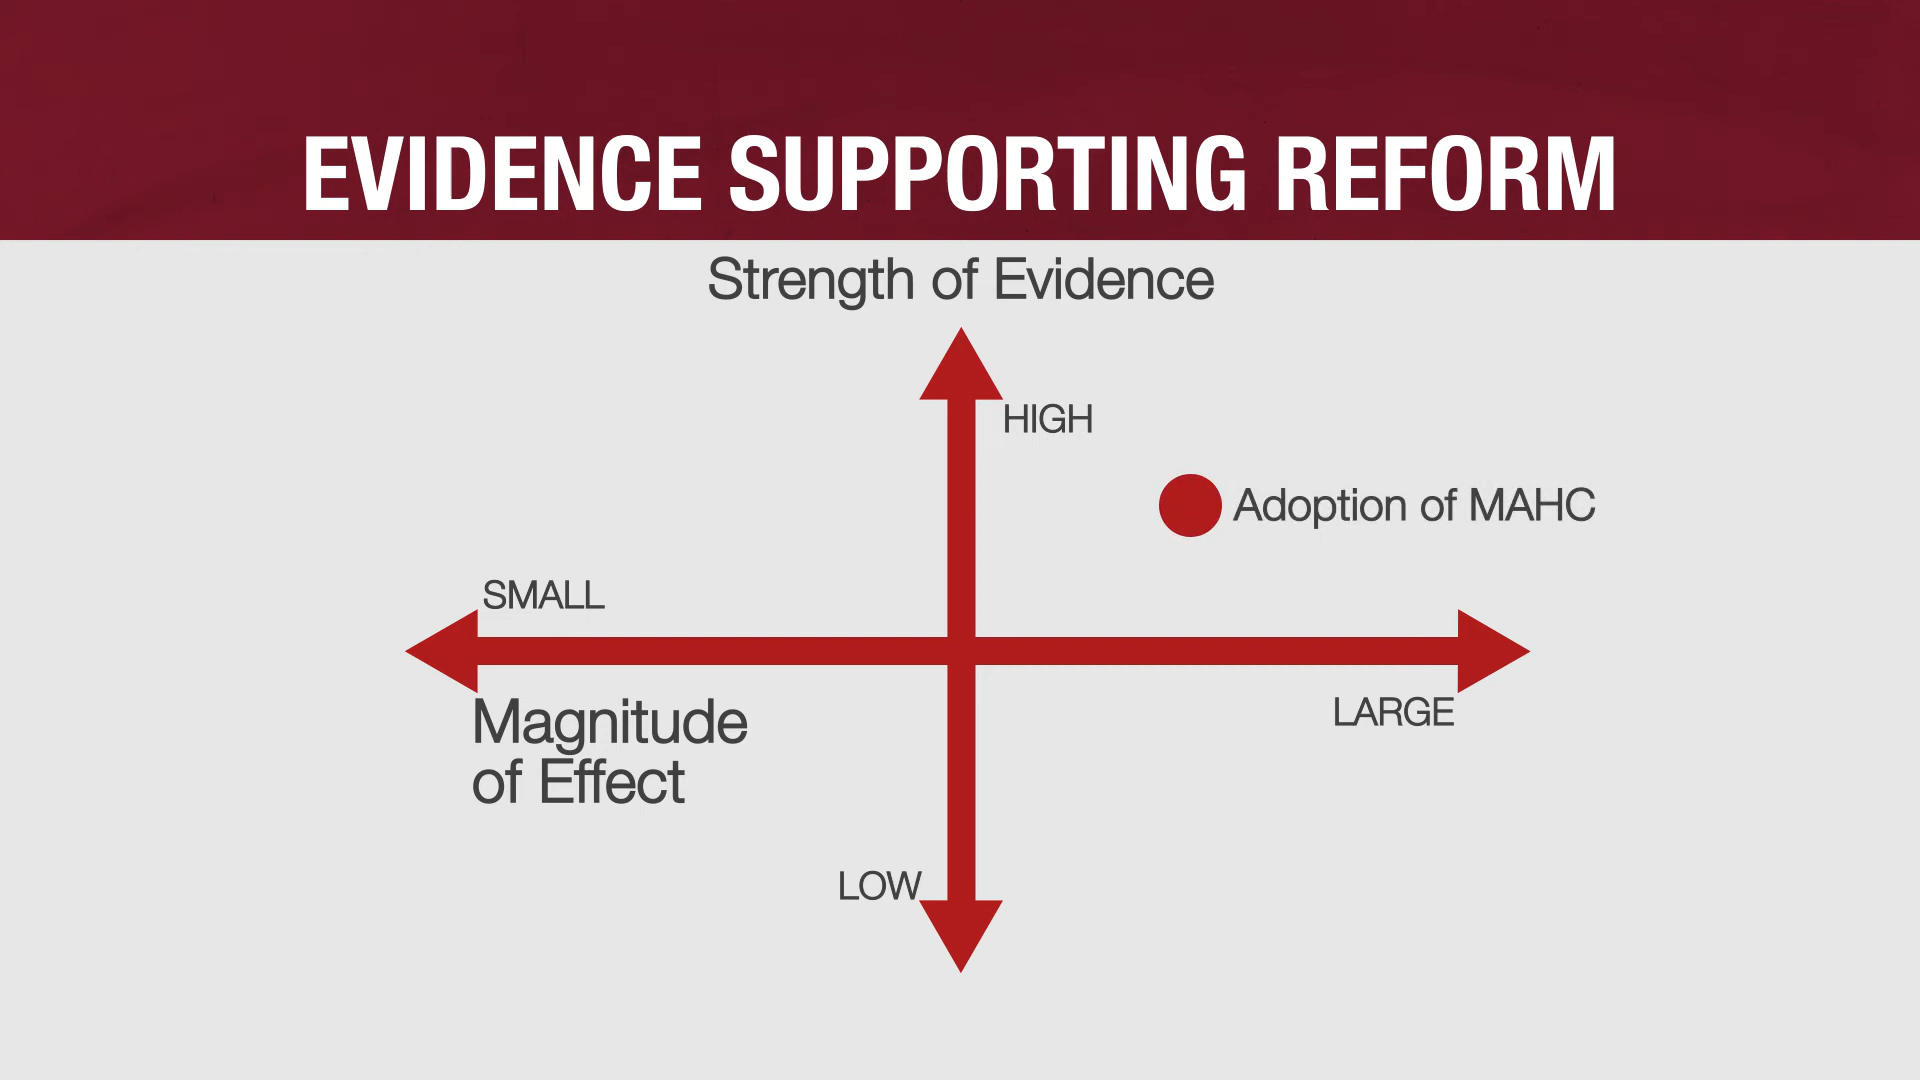 EVIDENCE SUPPORTING REFORM
Strength of Evidence
HIGH
Adoption of MAHC
SMALL
Magnitude
of Effect
LARGE
LOW